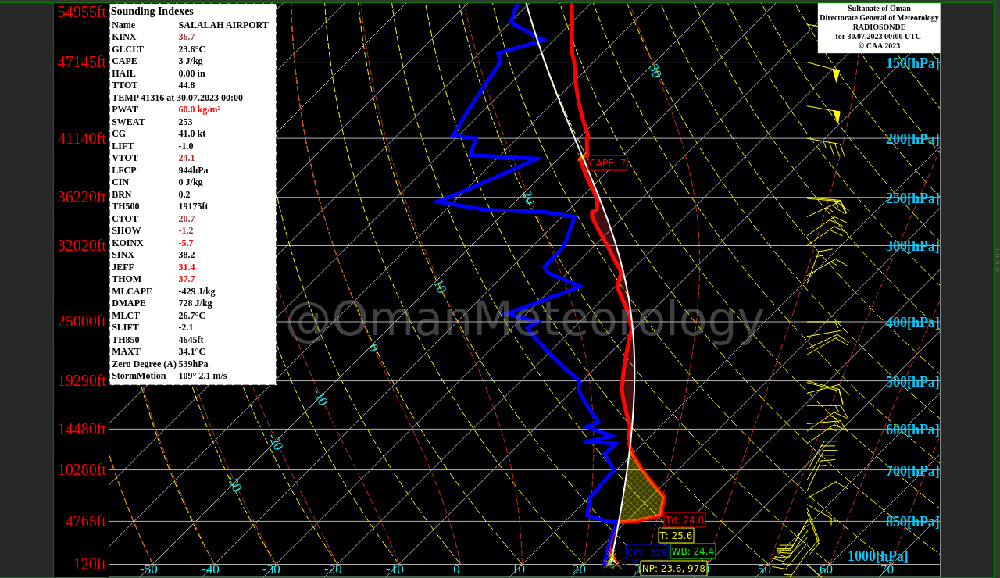 54955ft
47145ft
41140ft
36220ft
32020ft
25000ft
19290ft
14480ft
10280ft
4765ft
120ft
Sounding Indexes
Name SALALAH AIRPORT
KINX 36.7
GLCLT 23.6°C
CAPE 3 J/kg
HAIL 0.00 in
TTOT 44.8
TEMP 41316 at 30.07.2023 00:00
PWAT 60.0 kg/m²
SWEAT 253
CG 41.0 kt
LIFT -1.0
VTOT 24.1
LFCP 944hPa
CIN 0 J/kg
BRN 0.2
TH500 19175ft
CTOT 20.7
SHOW -1.2
KOINX -5.7
SINX 38.2
JEFF 31.4
THOM 37.7
MLCAPE -429 J/kg
DMAPE 728 J/kg
MLCT 26.7°C
SLIFT -2.1
TH850 4645ft
MAXT 34.1°C
Zero Degree (A) 539hPa
StormMotion 109° 2.1 m/s
Sultanate of Oman
Directorate General of Meteorology
RADIOSONDE
for 30.07.2023 00:00 UTC
© CAA 2023
150[hPa]
200[hPa]
250[hPa]
300[hPa]
400[hPa]
500[hPa]
600[hPa]
700[hPa]
850[hPa]
1000[hPa]
30
20
10
0
-10
-20
CAPE: 7
@OmanMeteorology
Td: 24.0
T: 25.6
CIN: 328
WB: 24.4
NP: 23.6, 978
-50 -40 -30 -20 -10 0 10 20 50 60 70